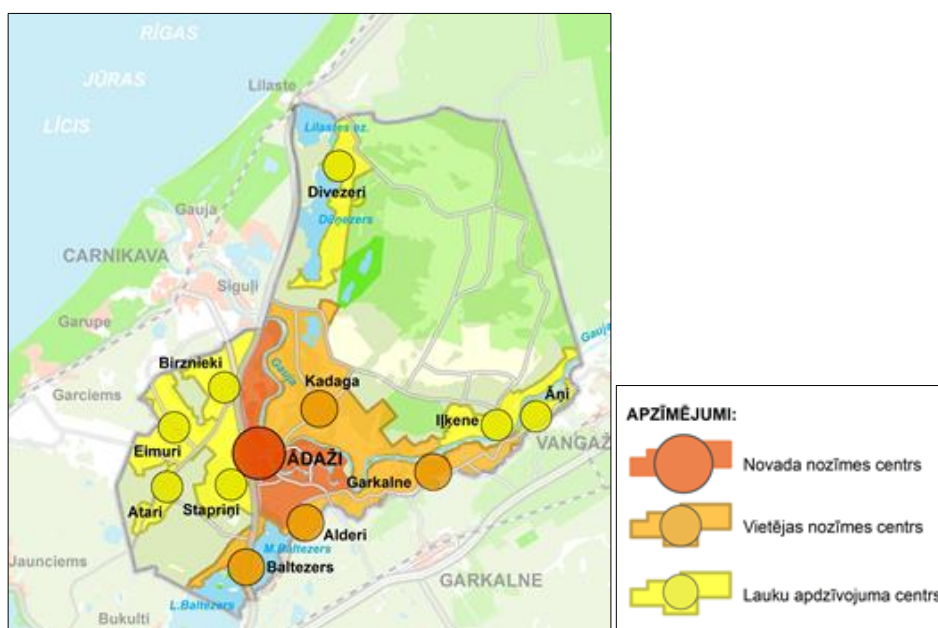 RĪGAS
JŪRAS
LĪCIS
Lilaste
Lilastes ez.
Divezeri
Dūņezers
Gauja
CARNIKAVA
Siguļi
Garupe
Gauja
Birznieki
Gauja
Kadaga
Garciems
Āņi
Iļķene
VANGAŽ
Eimuri
ĀDAŽI
Garkalne
Atari
Stapriņi
Alderi
M.Baltezers
Jaunciems
Baltezers
GARKALNE
L.Baltezers
Bukulti
APZĪMĒJUMI:
Novada nozīmes centrs
Vietējas nozīmes centrs
Lauku apdzīvojuma centrs